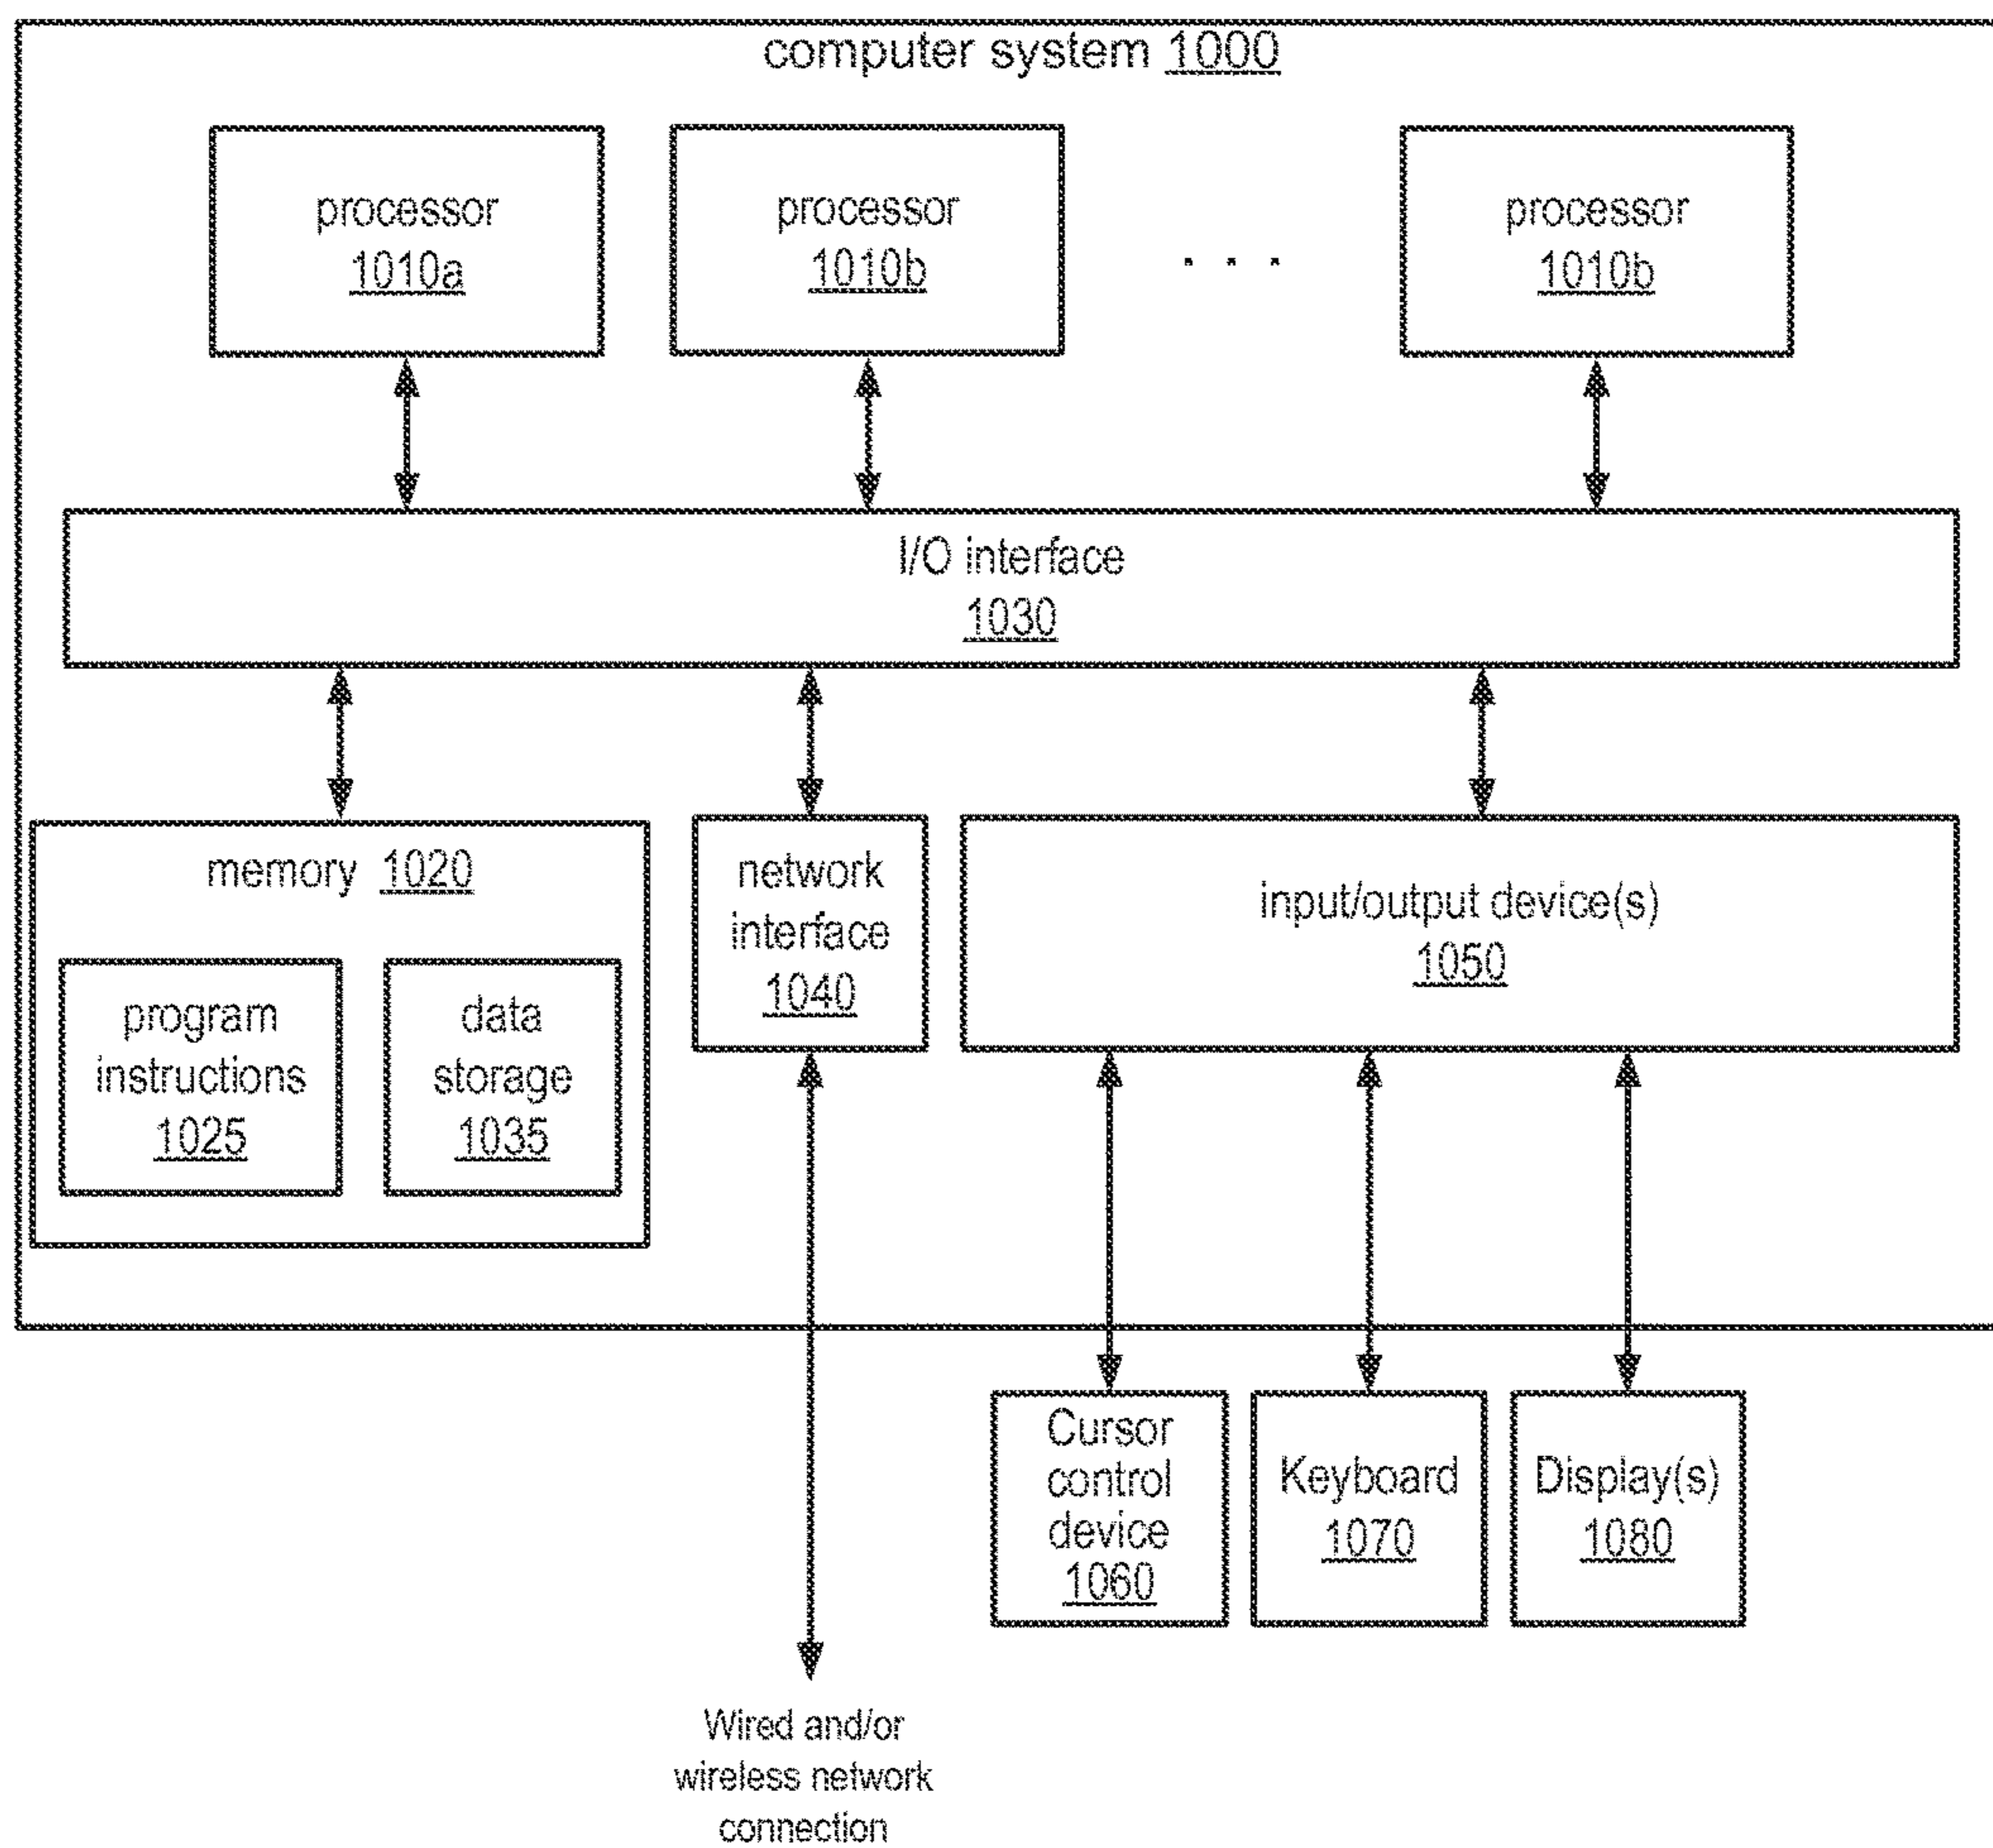 computer system 1000
processor
1010a
processor
1010b
. . .
processor
1010b
I/O interface
1030
memory 1020
program
instructions
1025
data
storage
1035
network
interface
1040
input/output device(s)
1050
Cursor
control
device
1060
Keyboard
1070
Display(s)
1080
Wired and/or
wireless network
connection